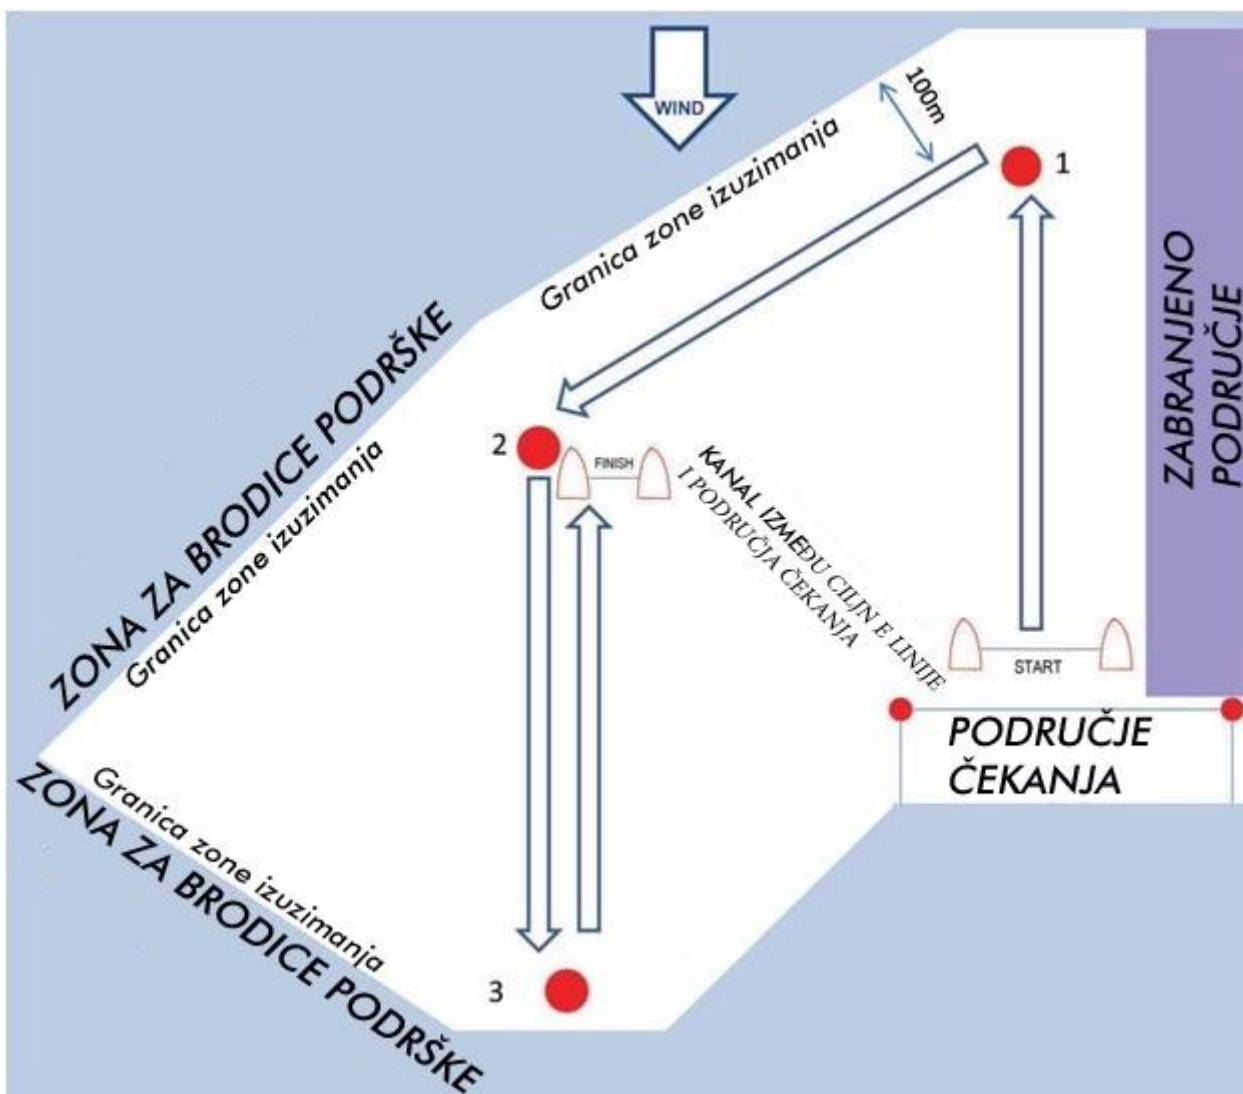 WIND
100m
1
Granica zone izuzimanja
ZABRANJENO
PODRUČJE
ZONA ZA BRODICE PODRŠKE
Granica zone izuzimanja
2
FINISH
KANAL IZMEĐU CILJN E LINIJE
I PODRUČJA ČEKANJA
START
PODRUČJE
ČEKANJA
Granica zone izuzimanja
ZONA ZA BRODICE PODRŠKE
3